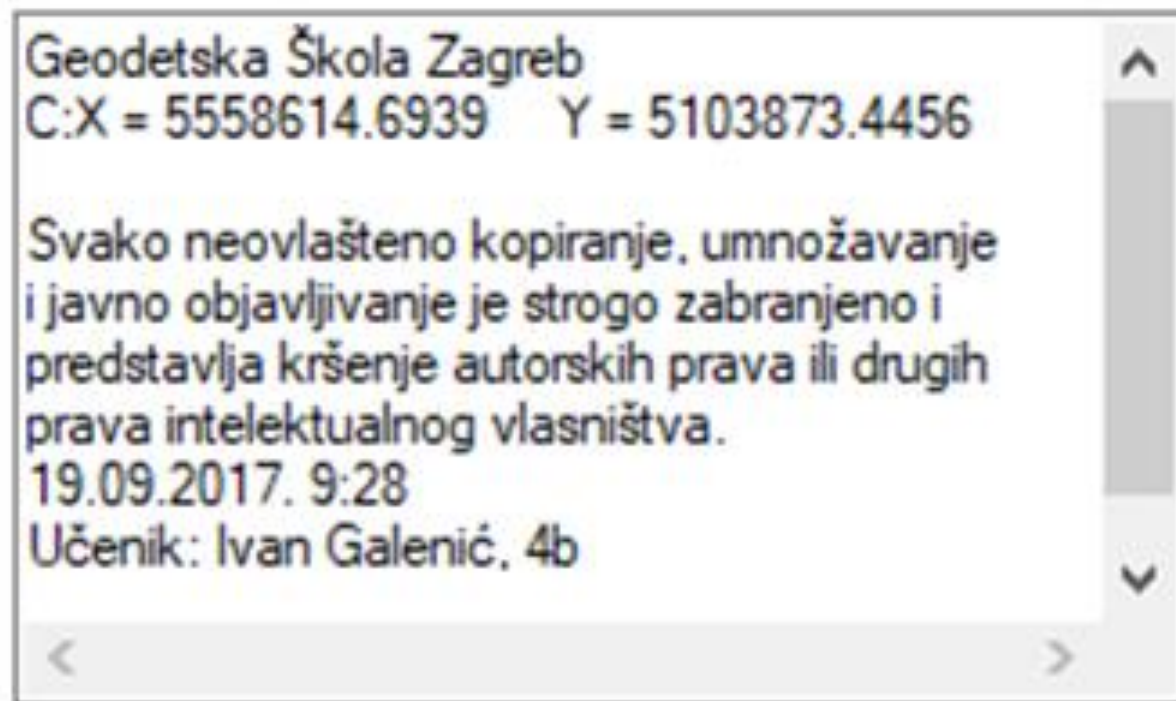 Geodetska Škola Zagreb
C:X = 5558614.6939    Y = 5103873.4456
Svako neovlašteno kopiranje, umnožavanje
i javno objavljivanje je strogo zabranjeno i
predstavlja kršenje autorskih prava ili drugih
prava intelektualnog vlasništva.
19.09.2017. 9:28
Učenik: Ivan Galenić, 4b